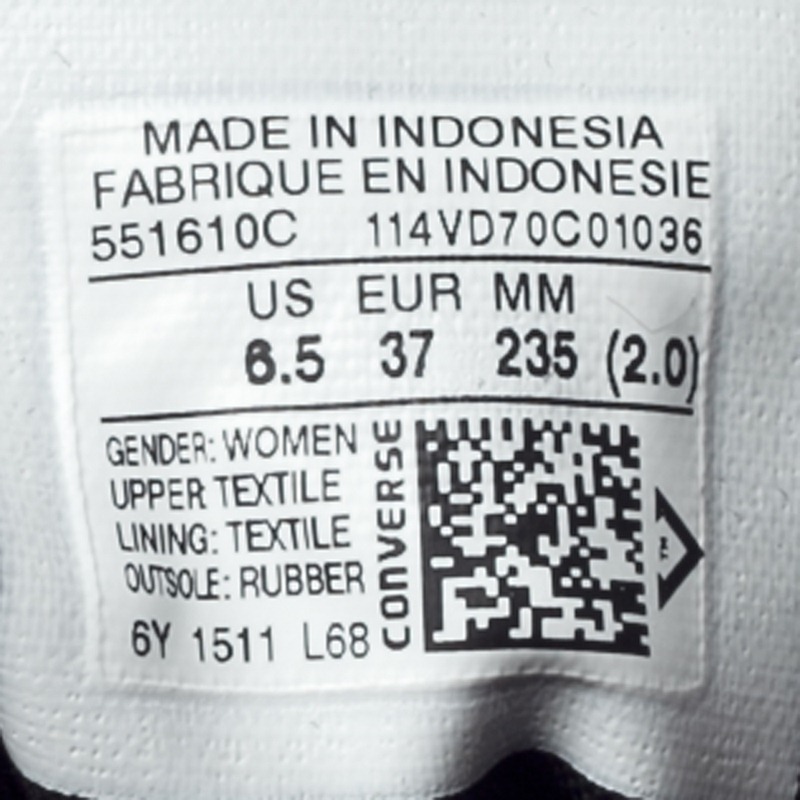 MADE IN INDONESIA
FABRIQUE EN INDONESIE
551610C 114VD70C01036
US EUR MM
6.5 37 235 (2.0)
GENDER: WOMEN
UPPER TEXTILE
LINING: TEXTILE
OUTSOLE: RUBBER
6Y 1511 L68
CONVERSE
TM